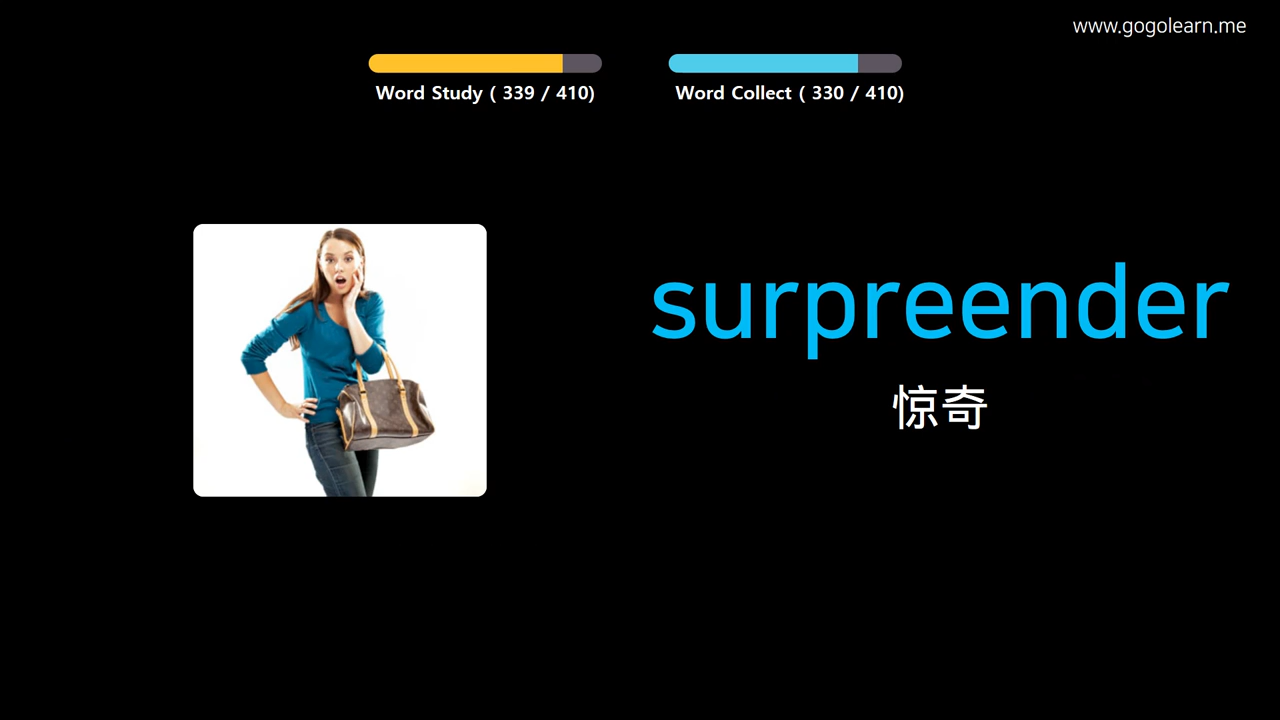 www.gogolearn.me
Word Study ( 339 / 410)
Word Collect ( 330 / 410)
surpreender
惊奇